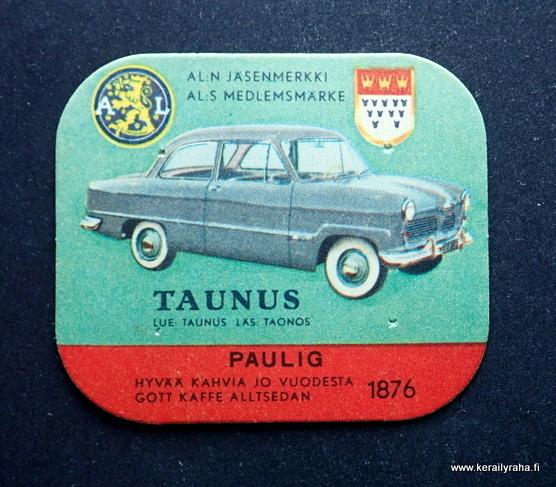 A L
AL:N JÄSENMERKKI
AL:S MEDLEMSMÄRKE
TAUNUS
LUE: TAUNUS LÄS: TAONOS
PAULIG
HYVÄÄ KAHVIA JO VUODESTA
GOTT KAFFE ALLTSEDAN
1876
www.kerailyraha.fi